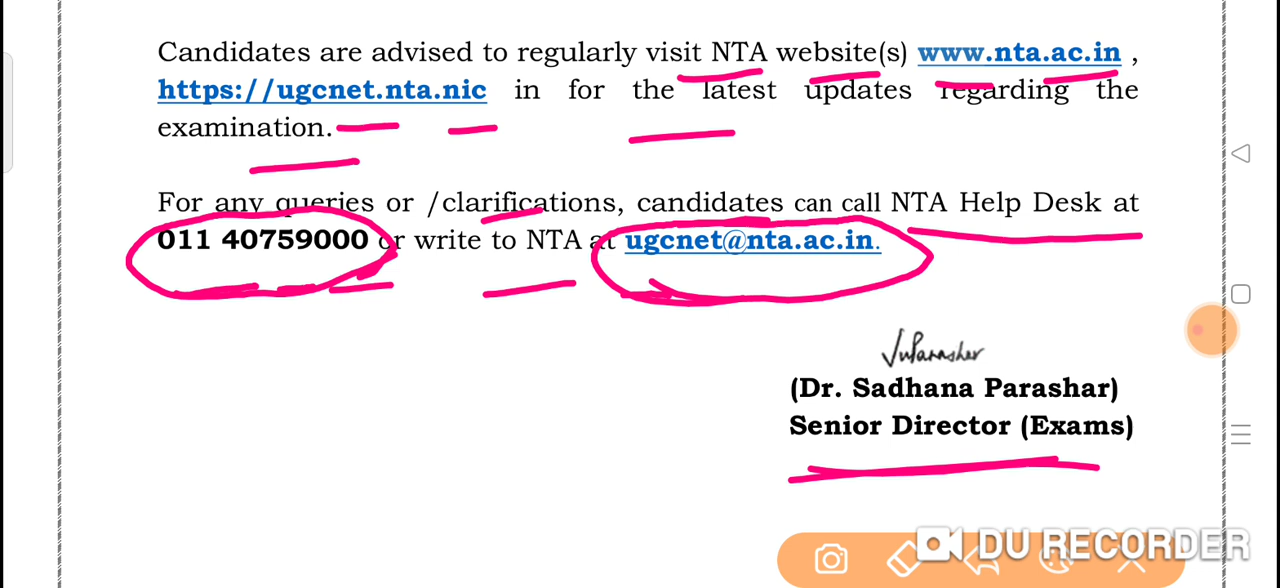 Candidates are advised to regularly visit NTA website(s) www.nta.ac.in ,
https://ugcnet.nta.nic in for the latest updates regarding the
examination.
For any queries or /clarifications, candidates can call NTA Help Desk at
011 40759000 or write to NTA at ugcnet@nta.ac.in.
(Dr. Sadhana Parashar)
Senior Director (Exams)
DU RECORDER